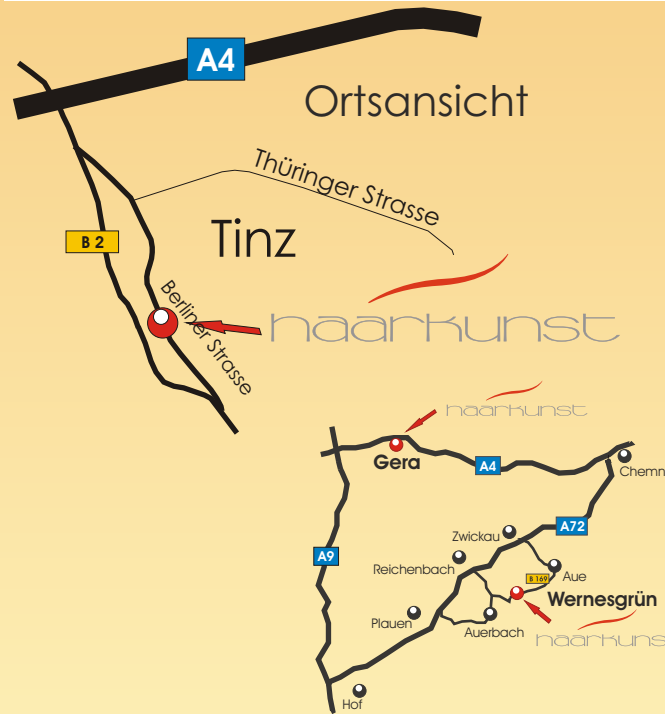 A4
Ortsansicht
Thüringer Strasse
B 2
Tinz
Berliner Strasse
haarkunst
haarkunst
Gera
A4
Chemn
A72
Zwickau
A9
Reichenbach
Aue
B 169
Wernesgrün
Plauen
Auerbach
haarkunst
Hof